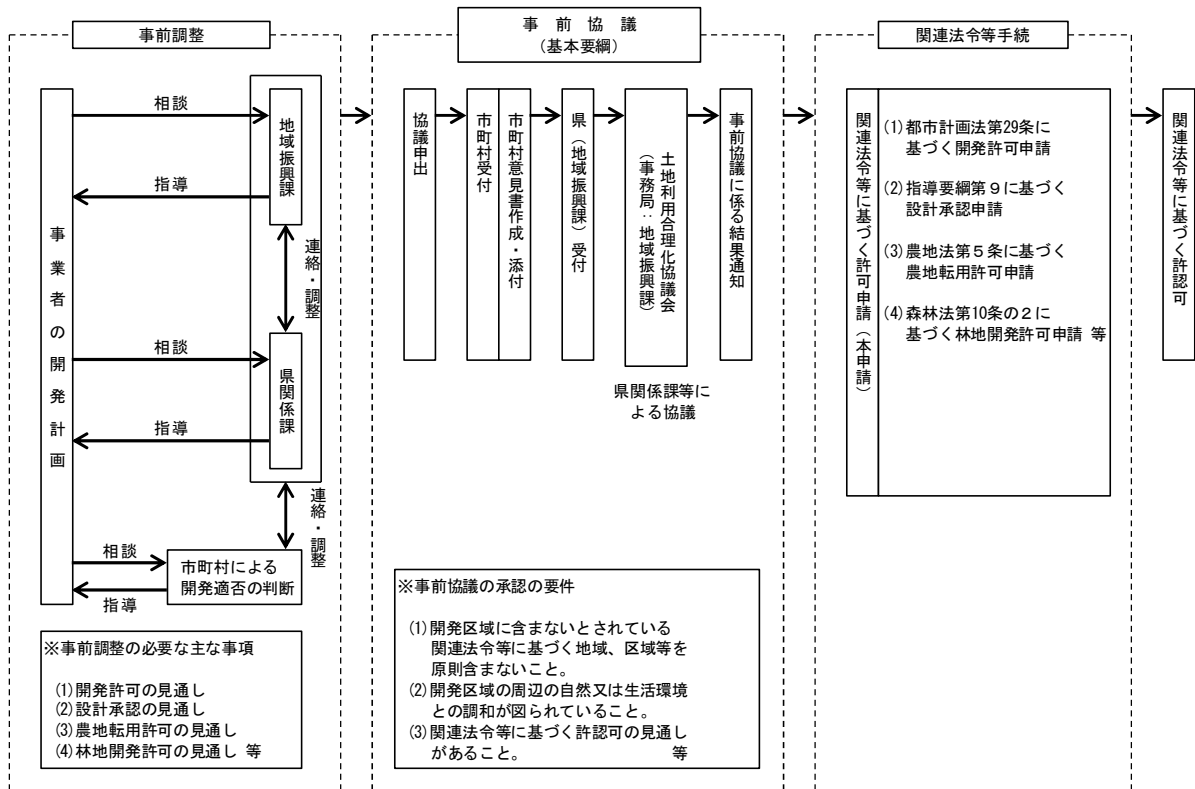 事前調整
事業者の開発計画
相談
指導
地域振興課
連絡・調整
相談
指導
県関係課
連絡・調整
相談
指導
市町村による
開発適否の判断
※事前調整の必要な主な事項
(1)開発許可の見通し
(2)設計承認の見通し
(3)農地転用許可の見通し
(4)林地開発許可の見通し 等
事 前 協 議
(基本要綱)
協議申出
市町村受付
市町村意見書作成・添付
県(地域振興課)受付
土地利用合理化協議会
(事務局:地域振興課)
事前協議に係る結果通知
県関係課等に
よる協議
※事前協議の承認の要件
(1)開発区域に含まないとされている
関連法令等に基づく地域、区域等を
原則含まないこと。
(2)開発区域の周辺の自然又は生活環境
との調和が図られていること。
(3)関連法令等に基づく許認可の見通し
があること。 等
関連法令等手続
関連法令等に基づく許可申請(本申請)
(1)都市計画法第29条に
基づく開発許可申請
(2)指導要綱第9に基づく
設計承認申請
(3)農地法第5条に基づく
農地転用許可申請
(4)森林法第10条の2に
基づく林地開発許可申請 等
関連法令等に基づく許認可